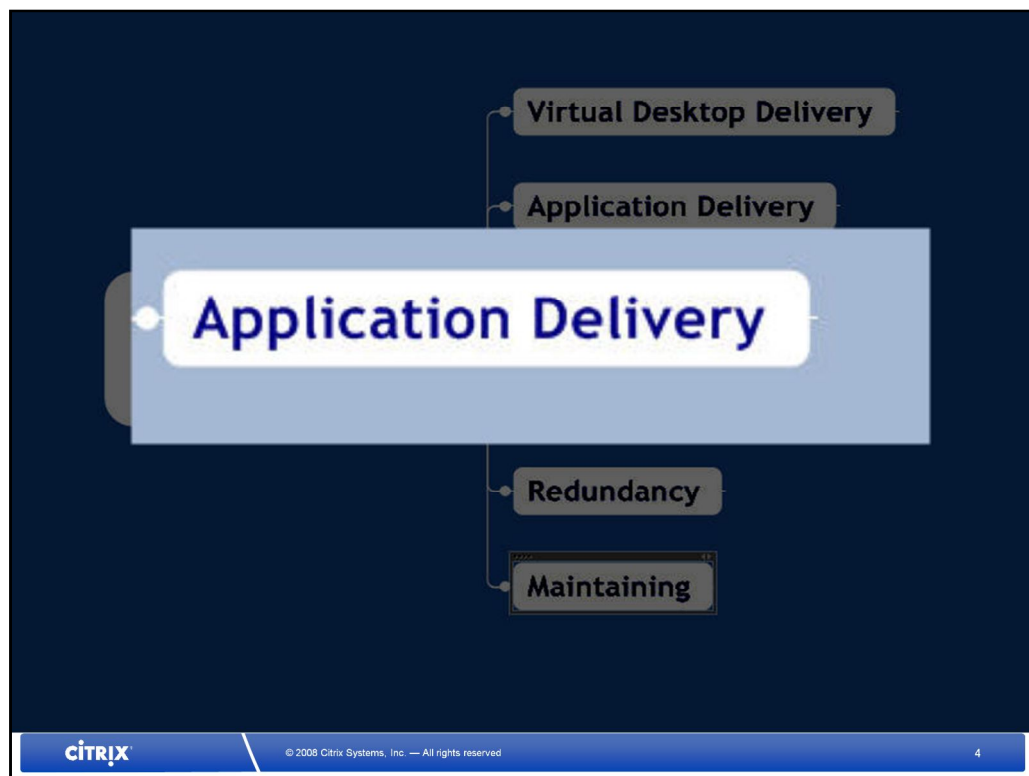 Virtual Desktop Delivery
Application Delivery
Application Delivery
Redundancy
Maintaining
CITRIX
© 2008 Citrix Systems, Inc. — All rights reserved
4